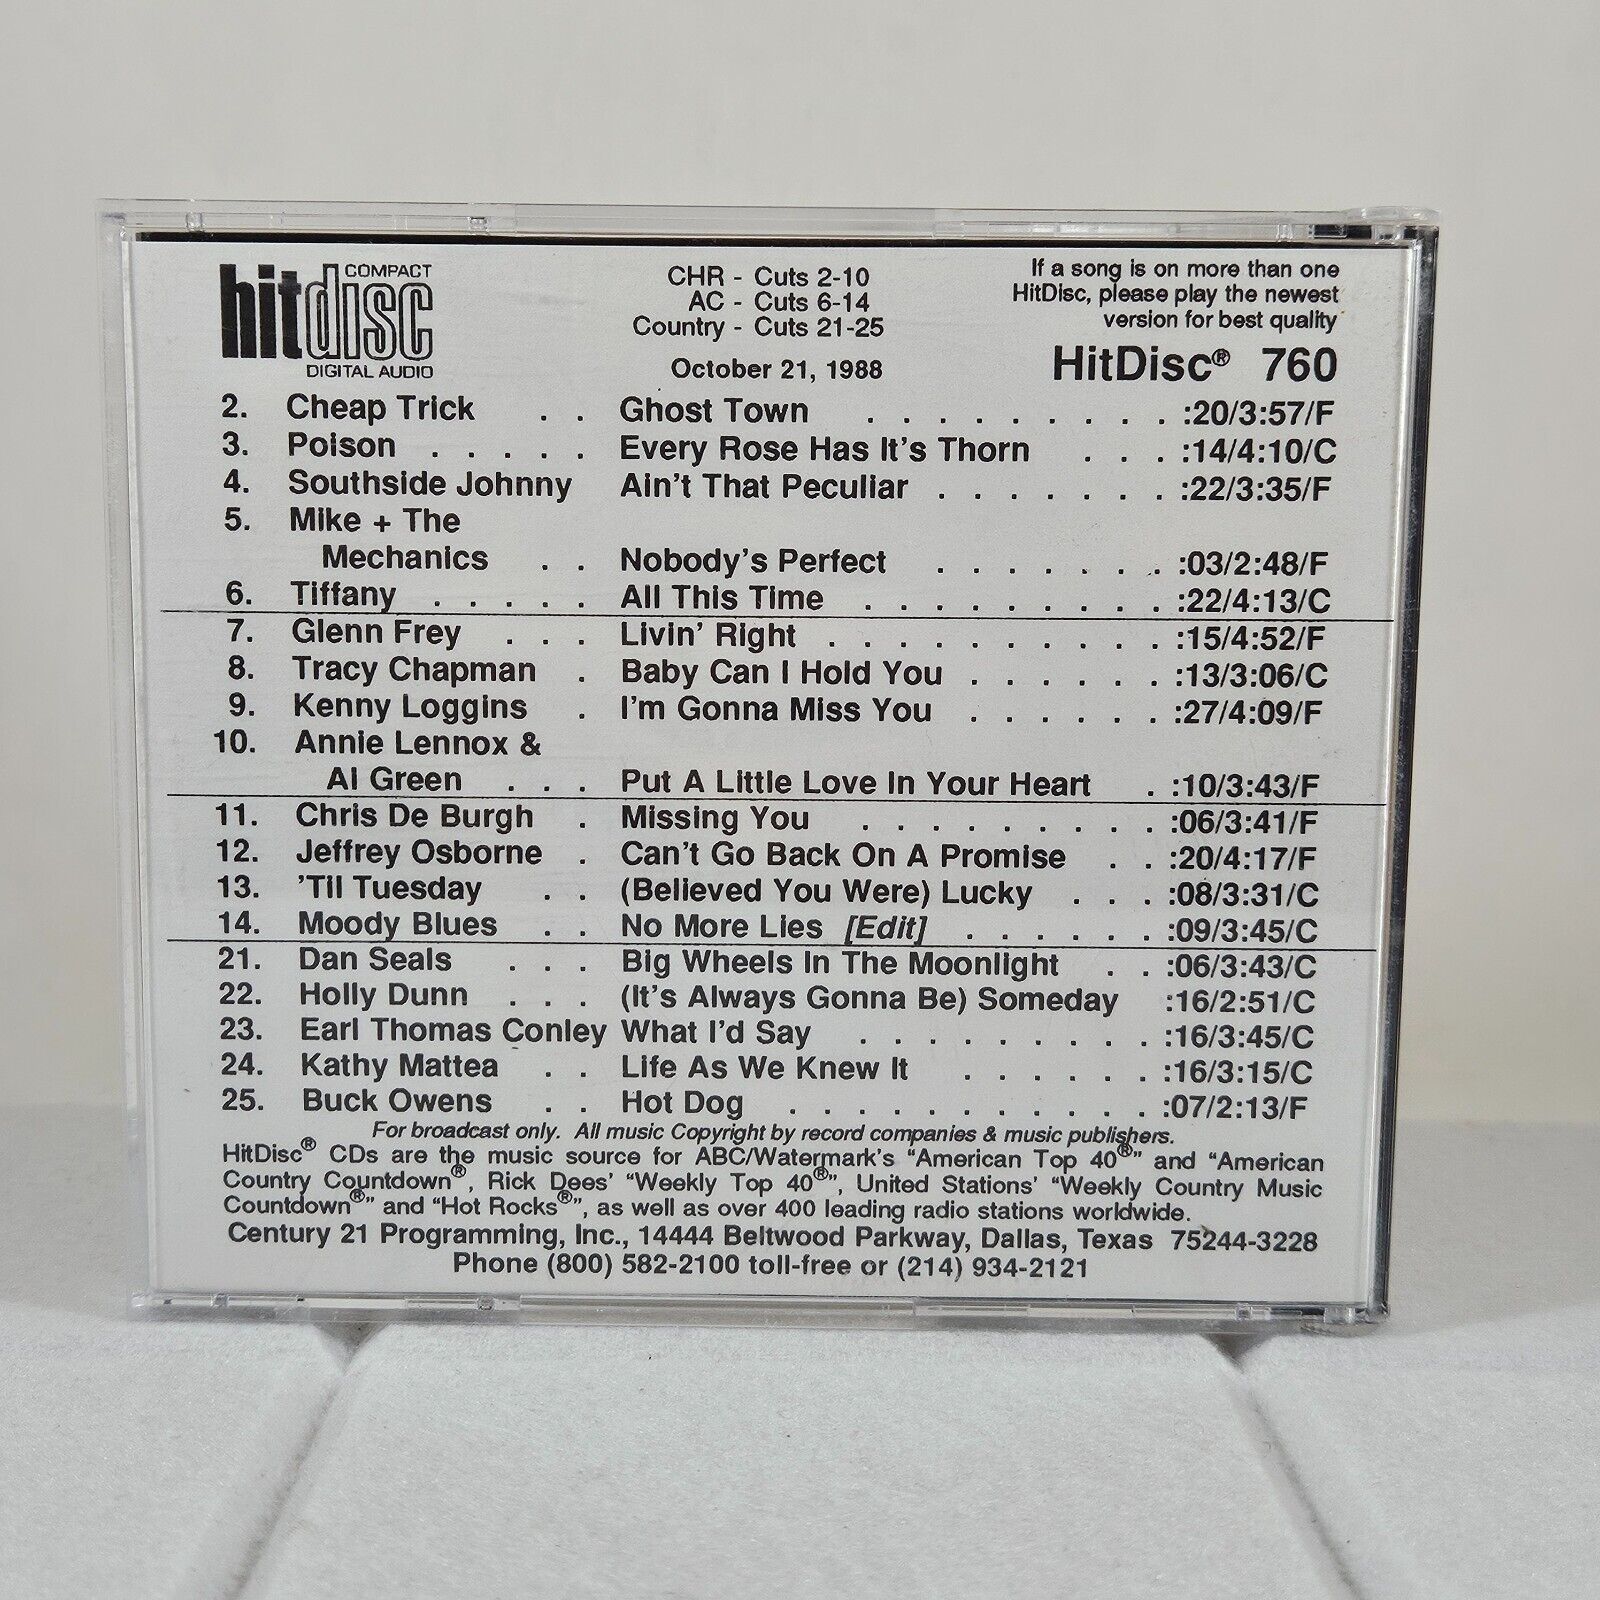 hitdisc COMPACT DIGITAL AUDIO
CHR - Cuts 2-10
AC - Cuts 6-14
Country - Cuts 21-25
October 21, 1988
If a song is on more than one
HitDisc, please play the newest
version for best quality
HitDisc® 760
2. Cheap Trick . . Ghost Town . . . . . . . . . :20/3:57/F
3. Poison . . . . . Every Rose Has It's Thorn . . . :14/4:10/C
4. Southside Johnny Ain't That Peculiar . . . . . . . :22/3:35/F
5. Mike + The
Mechanics . . Nobody's Perfect . . . . . . . :03/2:48/F
6. Tiffany . . . . . All This Time . . . . . . . . . :22/4:13/C
7. Glenn Frey . . . Livin' Right . . . . . . . . . . :15/4:52/F
8. Tracy Chapman . Baby Can I Hold You . . . . . . :13/3:06/C
9. Kenny Loggins . I'm Gonna Miss You . . . . . . :27/4:09/F
10. Annie Lennox &
Al Green . . . Put A Little Love In Your Heart . :10/3:43/F
11. Chris De Burgh . Missing You . . . . . . . . . :06/3:41/F
12. Jeffrey Osborne . Can't Go Back On A Promise . . :20/4:17/F
13. 'Til Tuesday . . (Believed You Were) Lucky . . . :08/3:31/C
14. Moody Blues . . No More Lies [Edit] . . . . . . :09/3:45/C
21. Dan Seals . . . Big Wheels In The Moonlight . . :06/3:43/C
22. Holly Dunn . . . (It's Always Gonna Be) Someday :16/2:51/C
23. Earl Thomas Conley What I'd Say . . . . . . . . . :16/3:45/C
24. Kathy Mattea . . Life As We Knew It . . . . . . :16/3:15/C
25. Buck Owens . . Hot Dog . . . . . . . . . . . :07/2:13/F
For broadcast only. All music Copyright by record companies & music publishers.
HitDisc® CDs are the music source for ABC/Watermark's "American Top 40®" and "American
Country Countdown®, Rick Dees' "Weekly Top 40®", United Stations' "Weekly Country Music
Countdown®" and "Hot Rocks®", as well as over 400 leading radio stations worldwide.
Century 21 Programming, Inc., 14444 Beltwood Parkway, Dallas, Texas 75244-3228
Phone (800) 582-2100 toll-free or (214) 934-2121